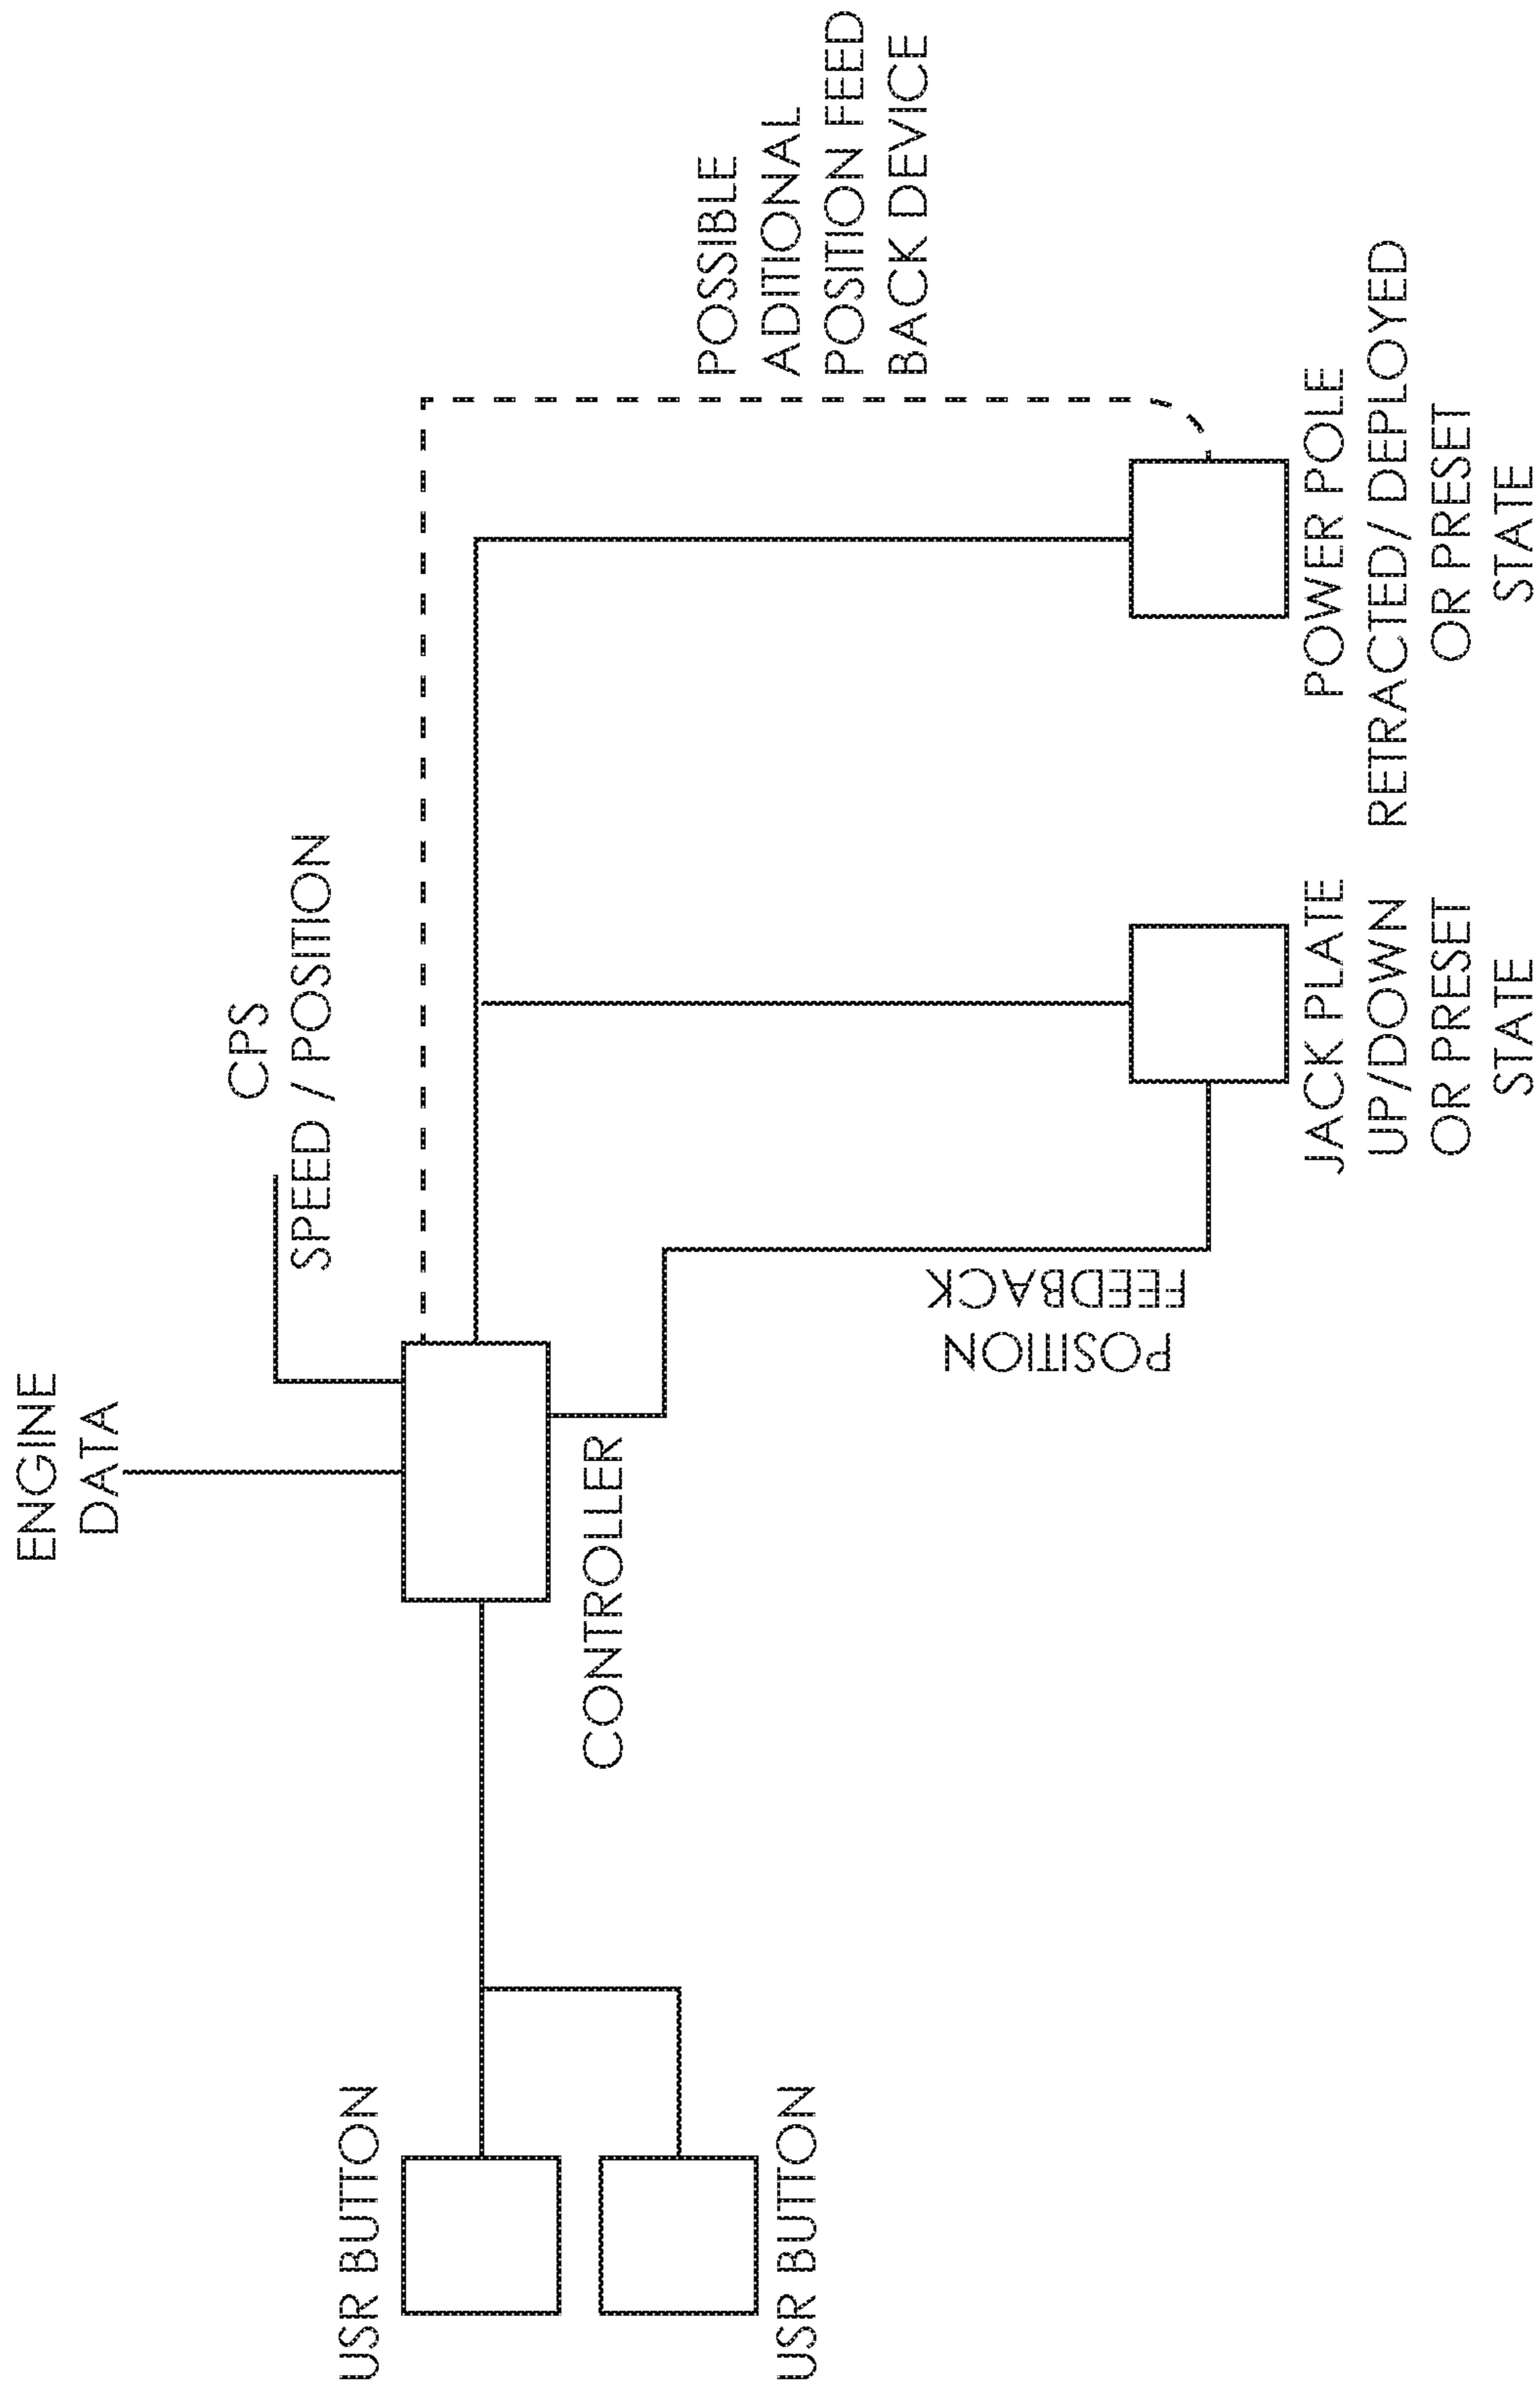 ENGINE
DATA
CPS
SPEED / POSITION
USR BUTTON
CONTROLLER
POSSIBLE
ADITIONAL
POSITION FEED
BACK DEVICE
USR BUTTON
POSITION
FEEDBACK
JACK PLATE
UP/DOWN
OR PRESET
STATE
POWER POLE
RETRACTED/ DEPLOYED
OR PRESET
STATE